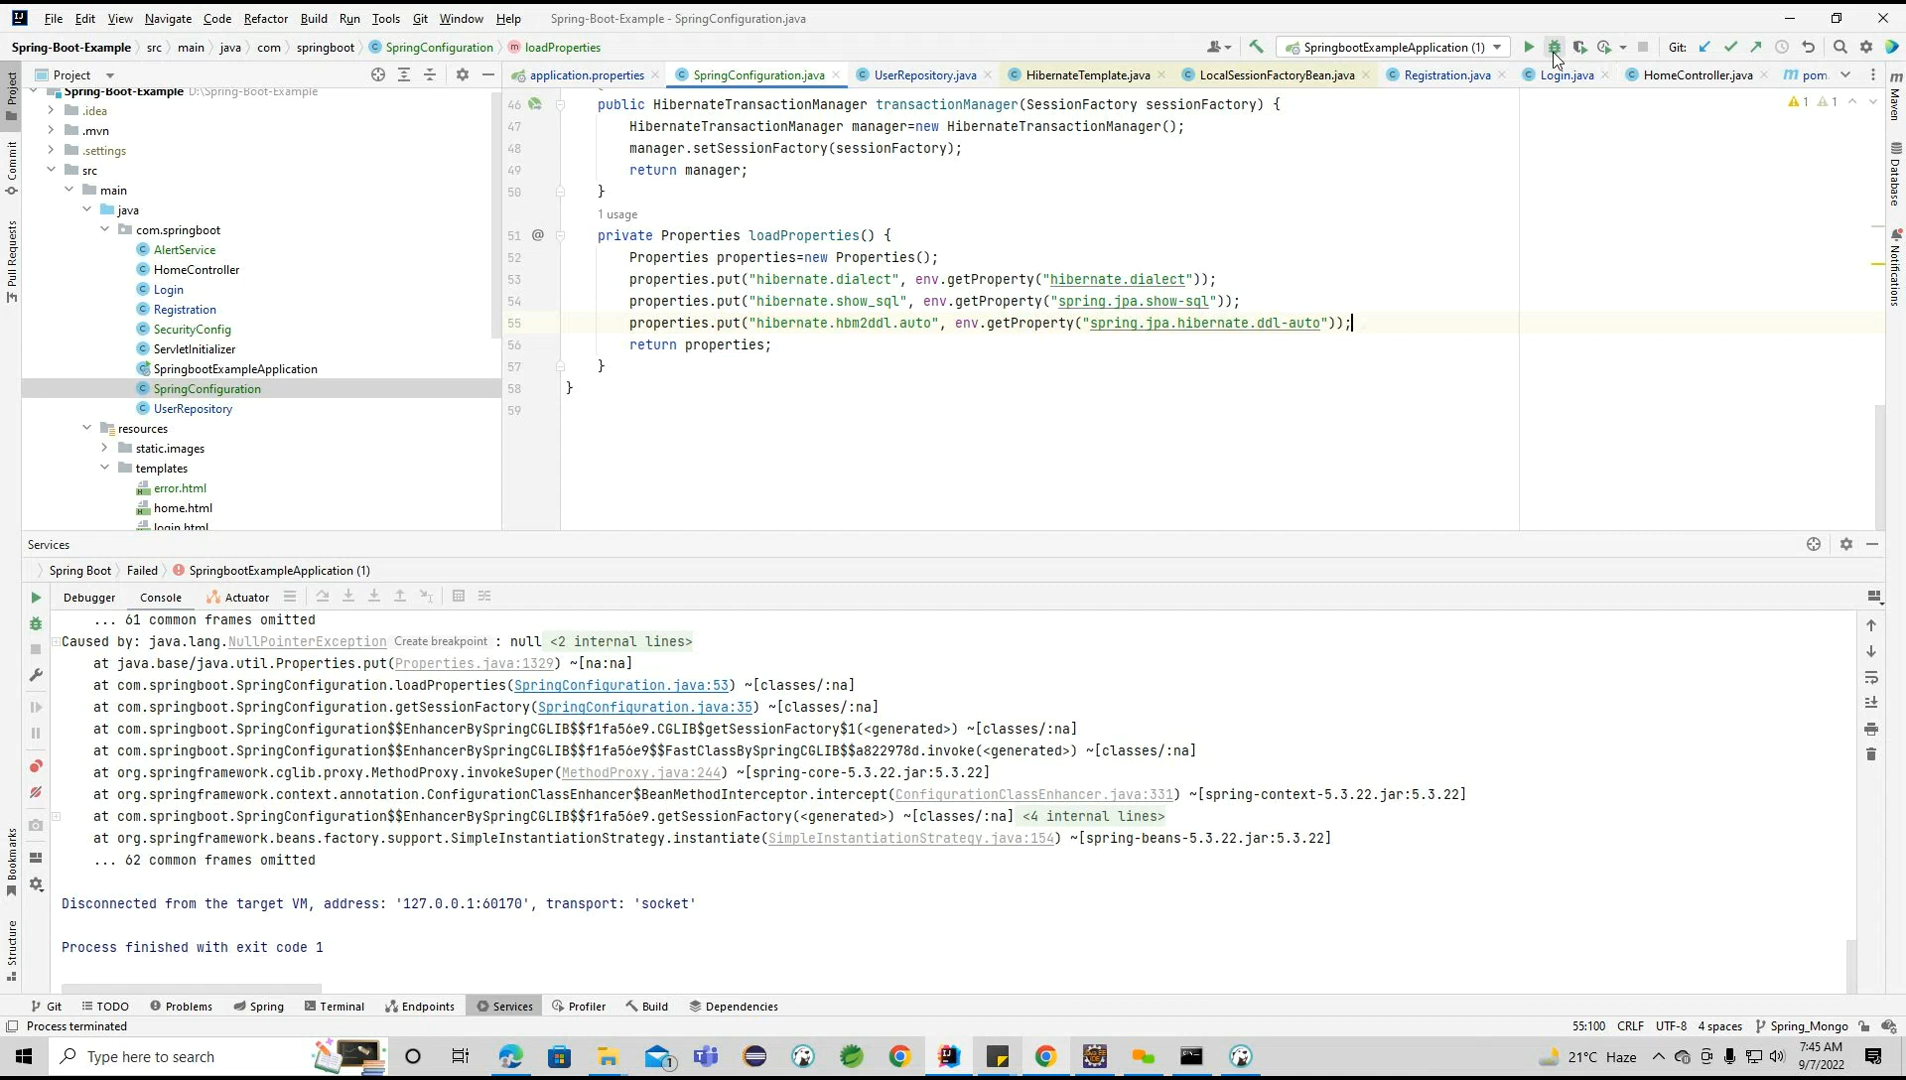 File Edit View Navigate Code Refactor Build Run Tools Git Window Help Spring-Boot-Example - SpringConfiguration.java
Spring-Boot-Example src main java com springboot SpringConfiguration loadProperties SpringbootExampleApplication (1) Git:
Project application.properties SpringConfiguration.java UserRepository.java HibernateTemplate.java LocalSessionFactoryBean.java Registration.java Login.java HomeController.java pom.
Project
Commit
Pull Requests
Bookmarks
Structure
Maven
Database
Notifications
Spring-Boot-Example D:\Spring-Boot-Example
.idea
.mvn
.settings
src
main
java
com.springboot
AlertService
HomeController
Login
Registration
SecurityConfig
ServletInitializer
SpringbootExampleApplication
SpringConfiguration
UserRepository
resources
static.images
templates
error.html
home.html
login.html
1 1
46 public HibernateTransactionManager transactionManager(SessionFactory sessionFactory) {
47 HibernateTransactionManager manager=new HibernateTransactionManager();
48 manager.setSessionFactory(sessionFactory);
49 return manager;
50 }
1 usage
51 @ private Properties loadProperties() {
52 Properties properties=new Properties();
53 properties.put("hibernate.dialect", env.getProperty("hibernate.dialect"));
54 properties.put("hibernate.show_sql", env.getProperty("spring.jpa.show-sql"));
55 properties.put("hibernate.hbm2ddl.auto", env.getProperty("spring.jpa.hibernate.ddl-auto"));
56 return properties;
57 }
58 }
59
Services
Spring Boot Failed SpringbootExampleApplication (1)
Debugger Console Actuator
... 61 common frames omitted
Caused by: java.lang.NullPointerException Create breakpoint : null <2 internal lines>
at java.base/java.util.Properties.put(Properties.java:1329) ~[na:na]
at com.springboot.SpringConfiguration.loadProperties(SpringConfiguration.java:53) ~[classes/:na]
at com.springboot.SpringConfiguration.getSessionFactory(SpringConfiguration.java:35) ~[classes/:na]
at com.springboot.SpringConfiguration$$EnhancerBySpringCGLIB$$f1fa56e9.CGLIB$getSessionFactory$1(<generated>) ~[classes/:na]
at com.springboot.SpringConfiguration$$EnhancerBySpringCGLIB$$f1fa56e9$$FastClassBySpringCGLIB$$a822978d.invoke(<generated>) ~[classes/:na]
at org.springframework.cglib.proxy.MethodProxy.invokeSuper(MethodProxy.java:244) ~[spring-core-5.3.22.jar:5.3.22]
at org.springframework.context.annotation.ConfigurationClassEnhancer$BeanMethodInterceptor.intercept(ConfigurationClassEnhancer.java:331) ~[spring-context-5.3.22.jar:5.3.22]
at com.springboot.SpringConfiguration$$EnhancerBySpringCGLIB$$f1fa56e9.getSessionFactory(<generated>) ~[classes/:na] <4 internal lines>
at org.springframework.beans.factory.support.SimpleInstantiationStrategy.instantiate(SimpleInstantiationStrategy.java:154) ~[spring-beans-5.3.22.jar:5.3.22]
... 62 common frames omitted
Disconnected from the target VM, address: '127.0.0.1:60170', transport: 'socket'
Process finished with exit code 1
Git TODO Problems Spring Terminal Endpoints Services Profiler Build Dependencies
Process terminated 55:100 CRLF UTF-8 4 spaces Spring_Mongo
Type here to search 1 21°C Haze 7:45 AM
9/7/2022